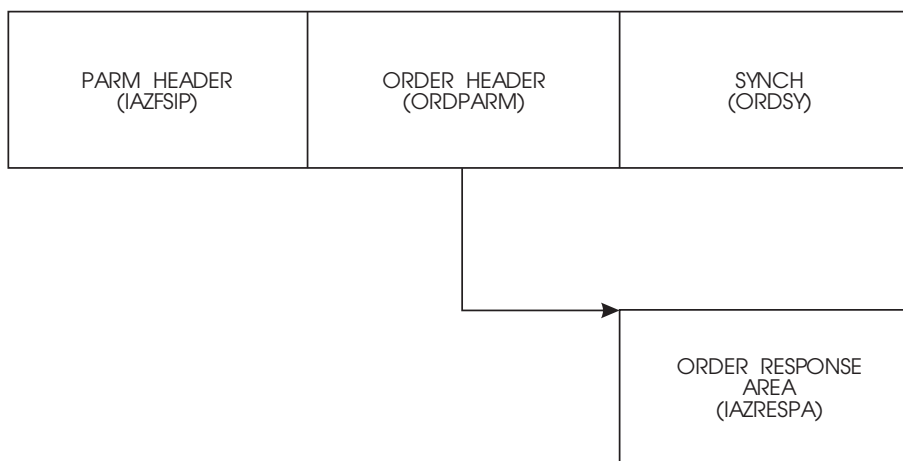 PARM HEADER
(IAZFSIP)
ORDER HEADER
(ORDPARM)
SYNCH
(ORDSY)
ORDER RESPONSE
AREA
(IAZRESPA)